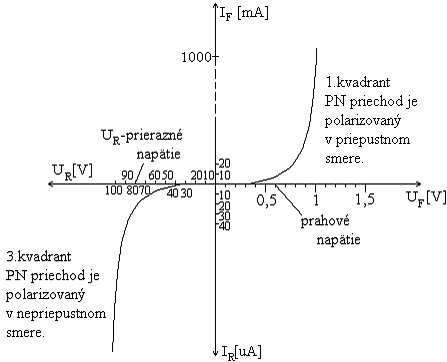 I_F [mA]
1000
1.kvadrant
PN priechod je
polarizovaný
v priepustnom
smere.
U_R-prierazné
napätie
U_R[V]
90 60 50 20 10
100 80 70 40 30
20
10
10
20
30
40
0,5 1 1,5
U_F [V]
prahové
napätie
3.kvadrant
PN priechod je
polarizovaný
v nepriepustnom
smere.
I_R[uA]